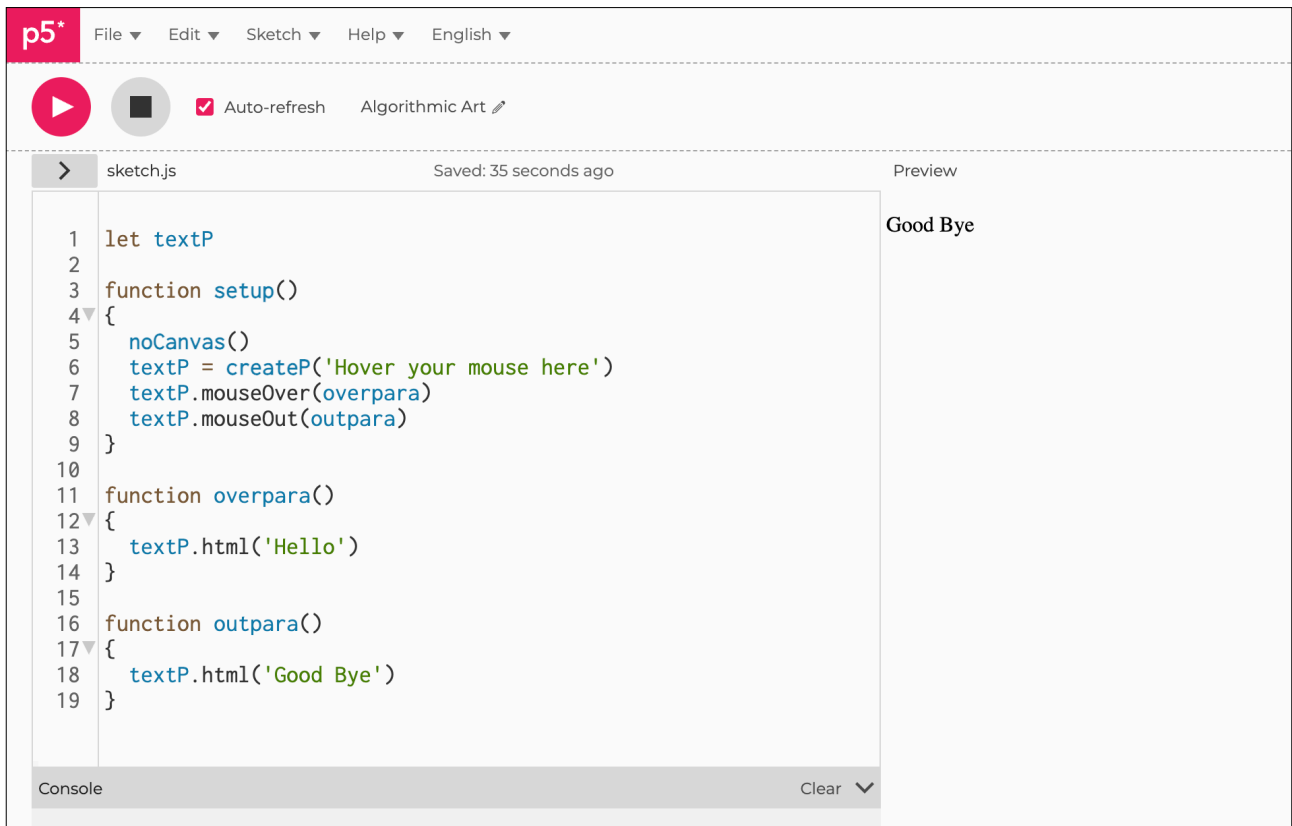 p5* File Edit Sketch Help English
Auto-refresh Algorithmic Art
sketch.js Saved: 35 seconds ago Preview
Good Bye
1 let textP
2
3 function setup()
4 {
5 noCanvas()
6 textP = createP('Hover your mouse here')
7 textP.mouseOver(overpara)
8 textP.mouseOut(outpara)
9 }
10
11 function overpara()
12 {
13 textP.html('Hello')
14 }
15
16 function outpara()
17 {
18 textP.html('Good Bye')
19 }
Console Clear